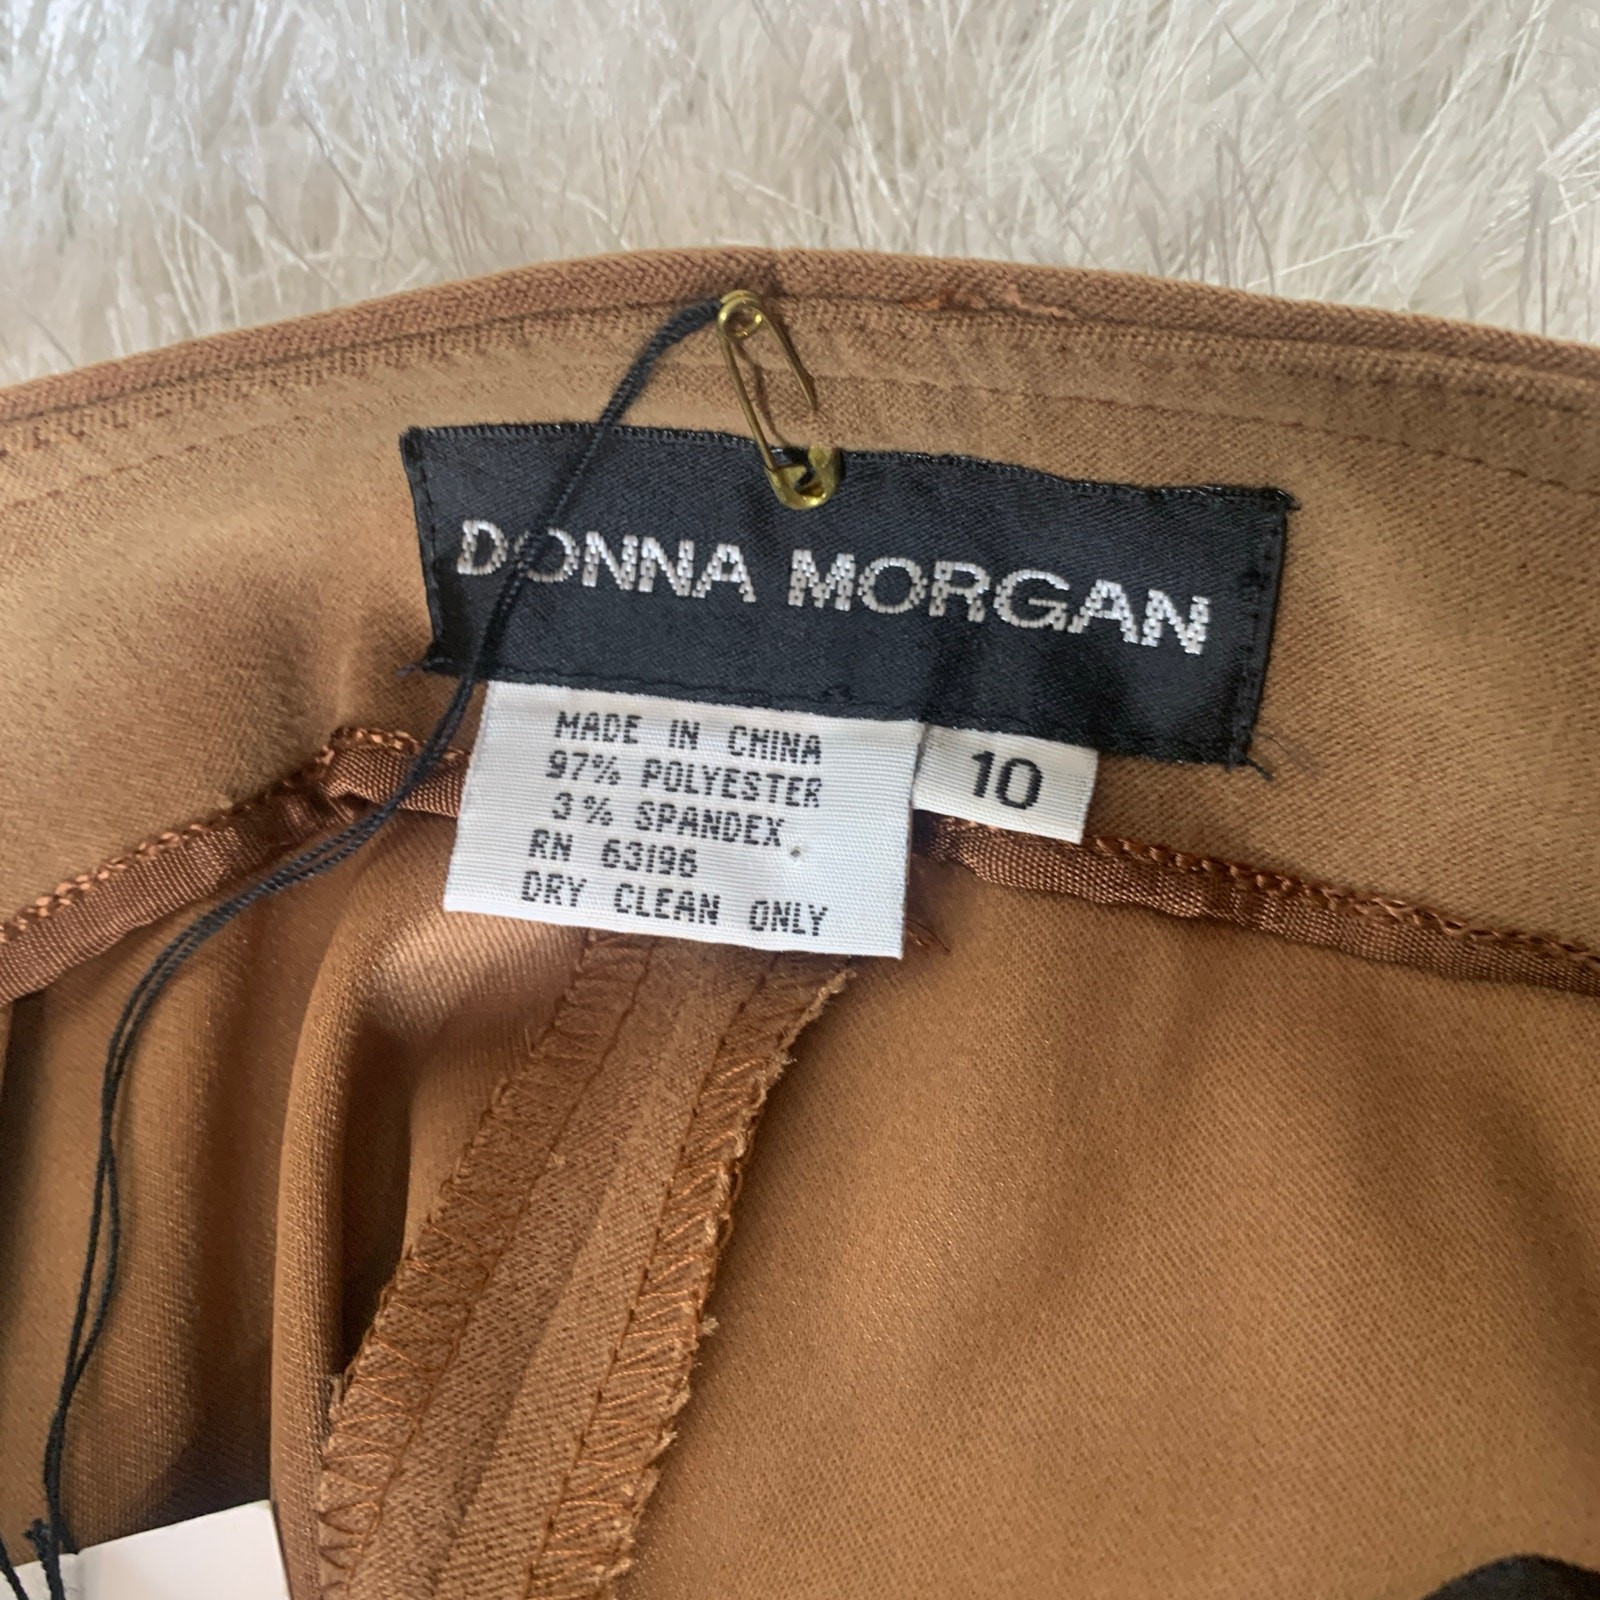 DONNA MORGAN
MADE IN CHINA
97% POLYESTER
3% SPANDEX
RN 63196
DRY CLEAN ONLY
10